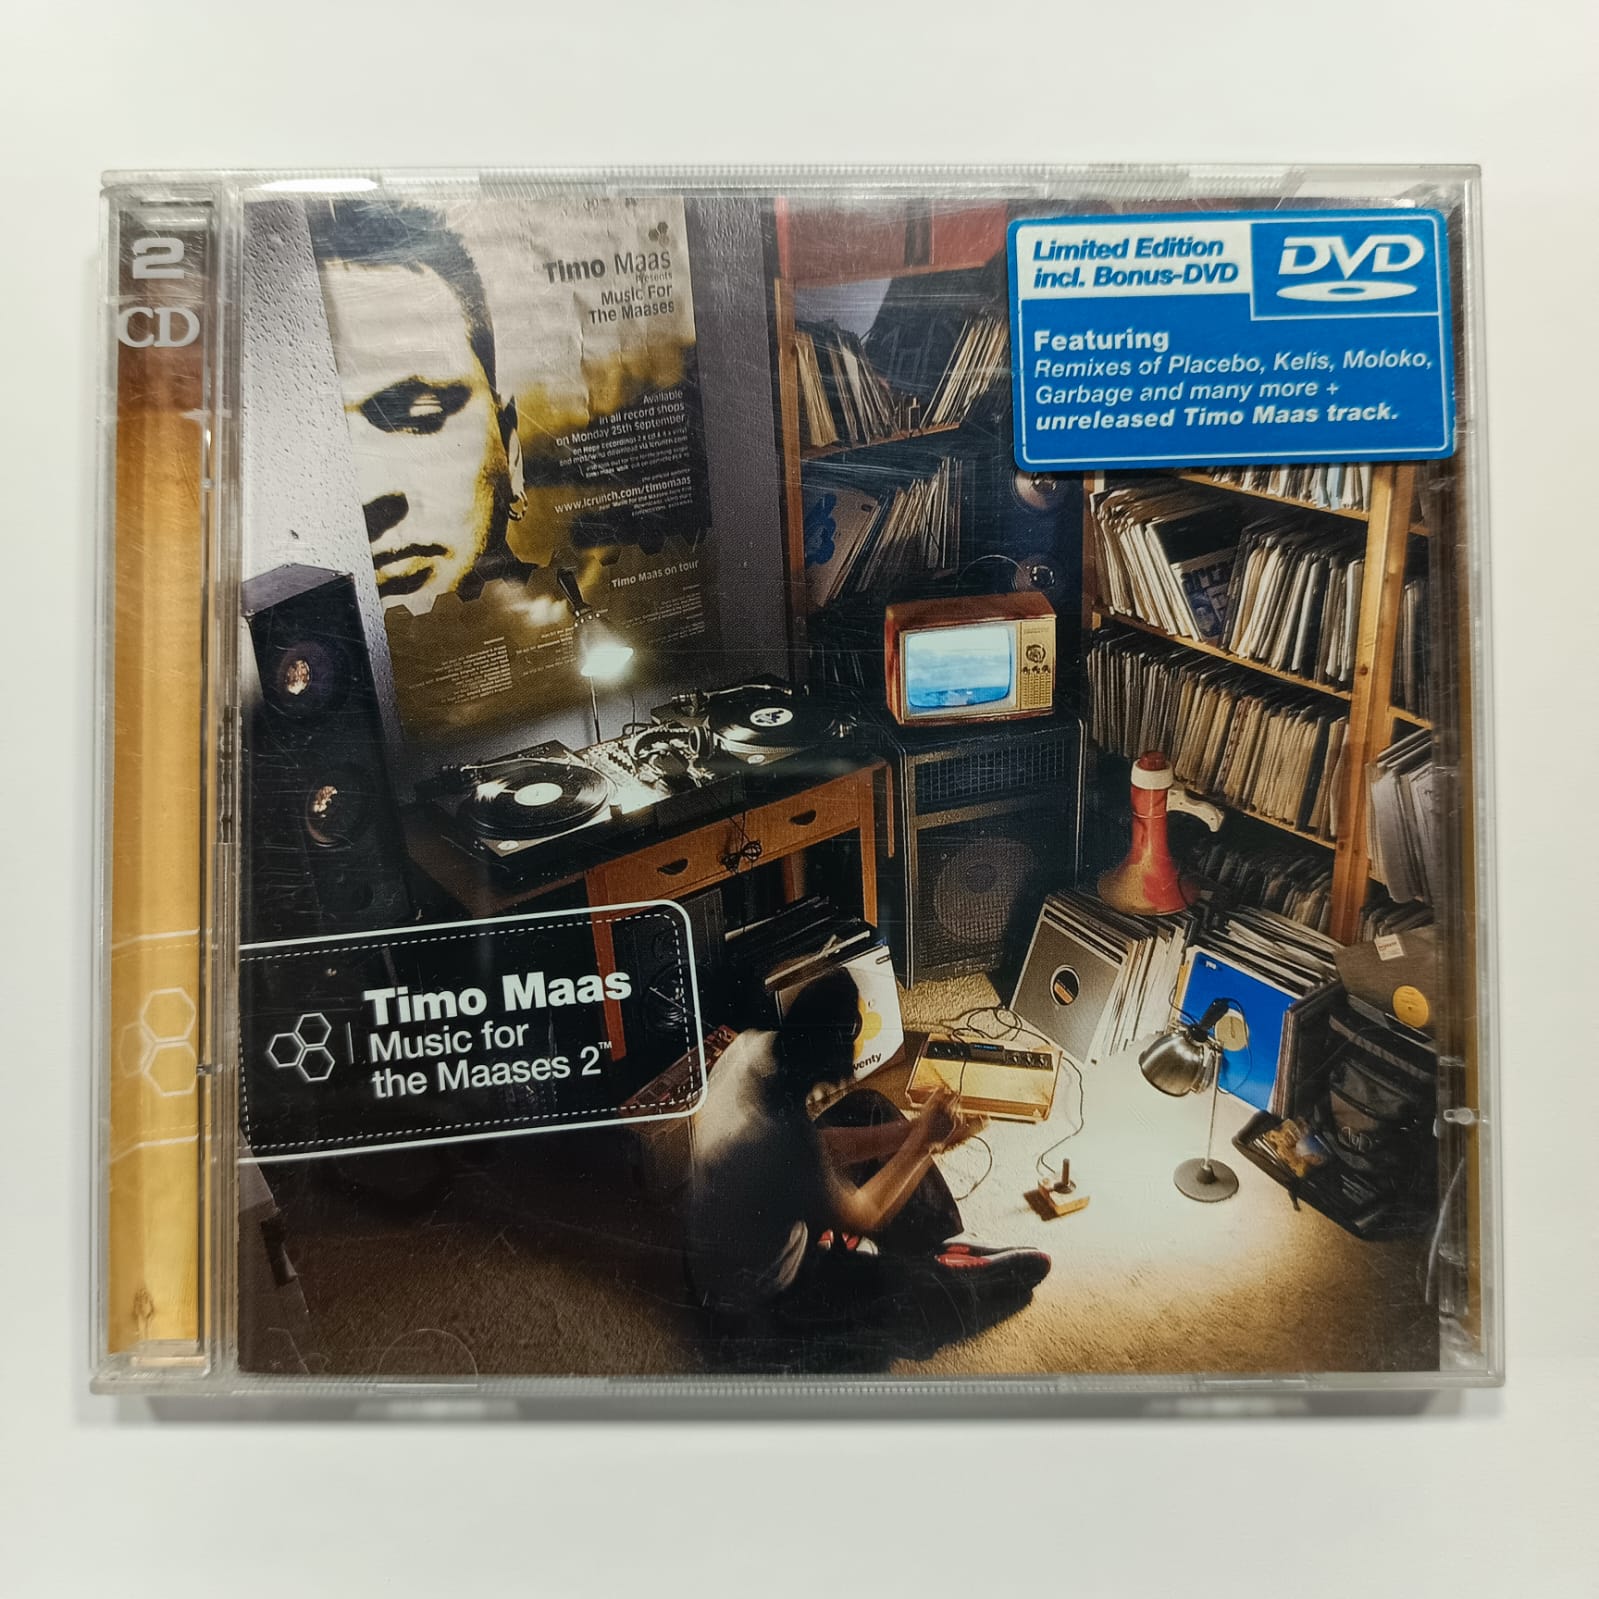 2
CD
Limited Edition
incl. Bonus-DVD
DVD
Featuring
Remixes of Placebo, Kelis, Moloko,
Garbage and many more +
unreleased Timo Maas track.
Timo Maas
Presents
Music For
The Maases
Available
in all record shops
on Monday 25th September
www.icrunch.com/timomaas
Timo Maas on tour
Timo Maas
Music for
the Maases 2™